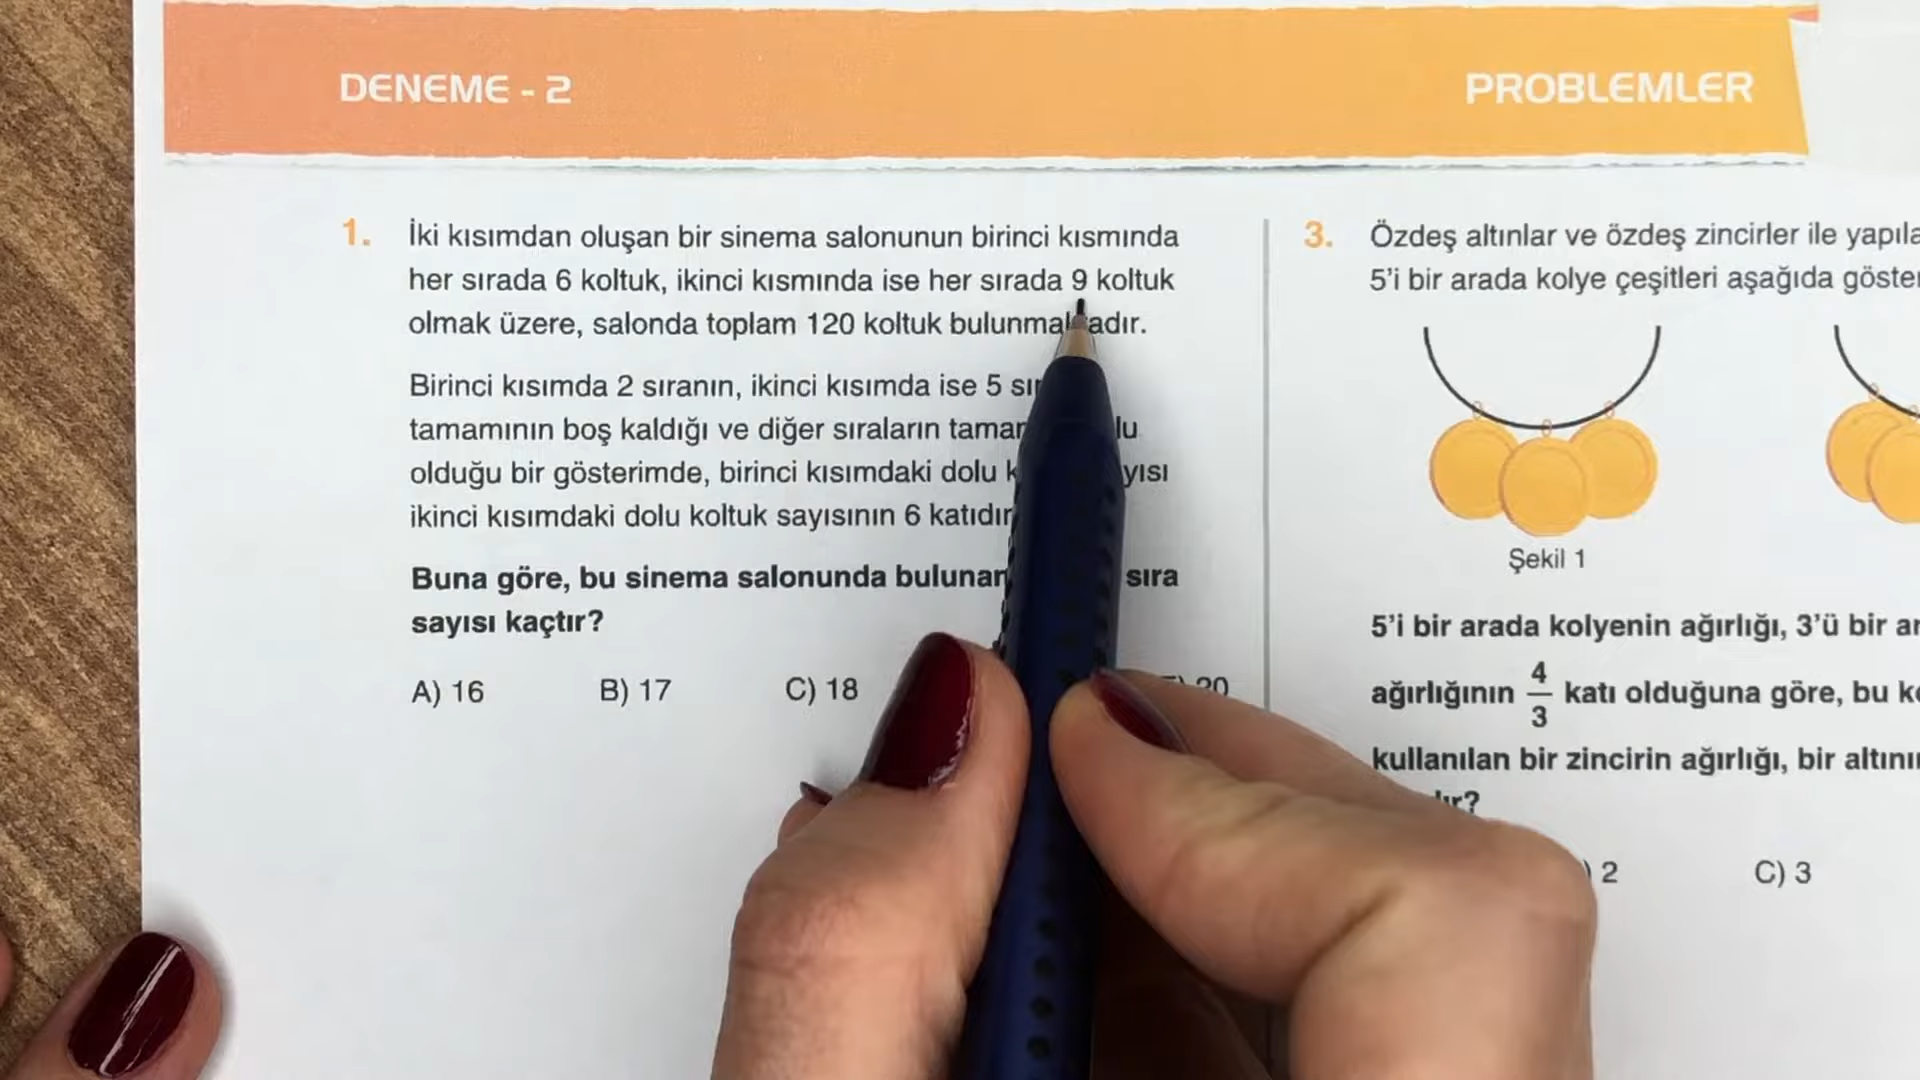 DENEME - 2
PROBLEMLER
1. İki kısımdan oluşan bir sinema salonunun birinci kısmında
her sırada 6 koltuk, ikinci kısmında ise her sırada 9 koltuk
olmak üzere, salonda toplam 120 koltuk bulunmaktadır.
Birinci kısımda 2 sıranın, ikinci kısımda ise 5
tamamının boş kaldığı ve diğer sıraların
olduğu bir gösterimde, birinci kısımdaki dolu
ikinci kısımdaki dolu koltuk sayısının 6 katıdır
Buna göre, bu sinema salonunda bulunan sıra
sayısı kaçtır?
A) 16 B) 17 C) 18 20
3. Özdeş altınlar ve özdeş zincirler ile
5'i bir arada kolye çeşitleri aşağıda
Şekil 1
5'i bir arada kolyenin ağırlığı, 3'ü bir
ağırlığının 4/3 katı olduğuna göre, bu
kullanılan bir zincirin ağırlığı, bir
2 C) 3